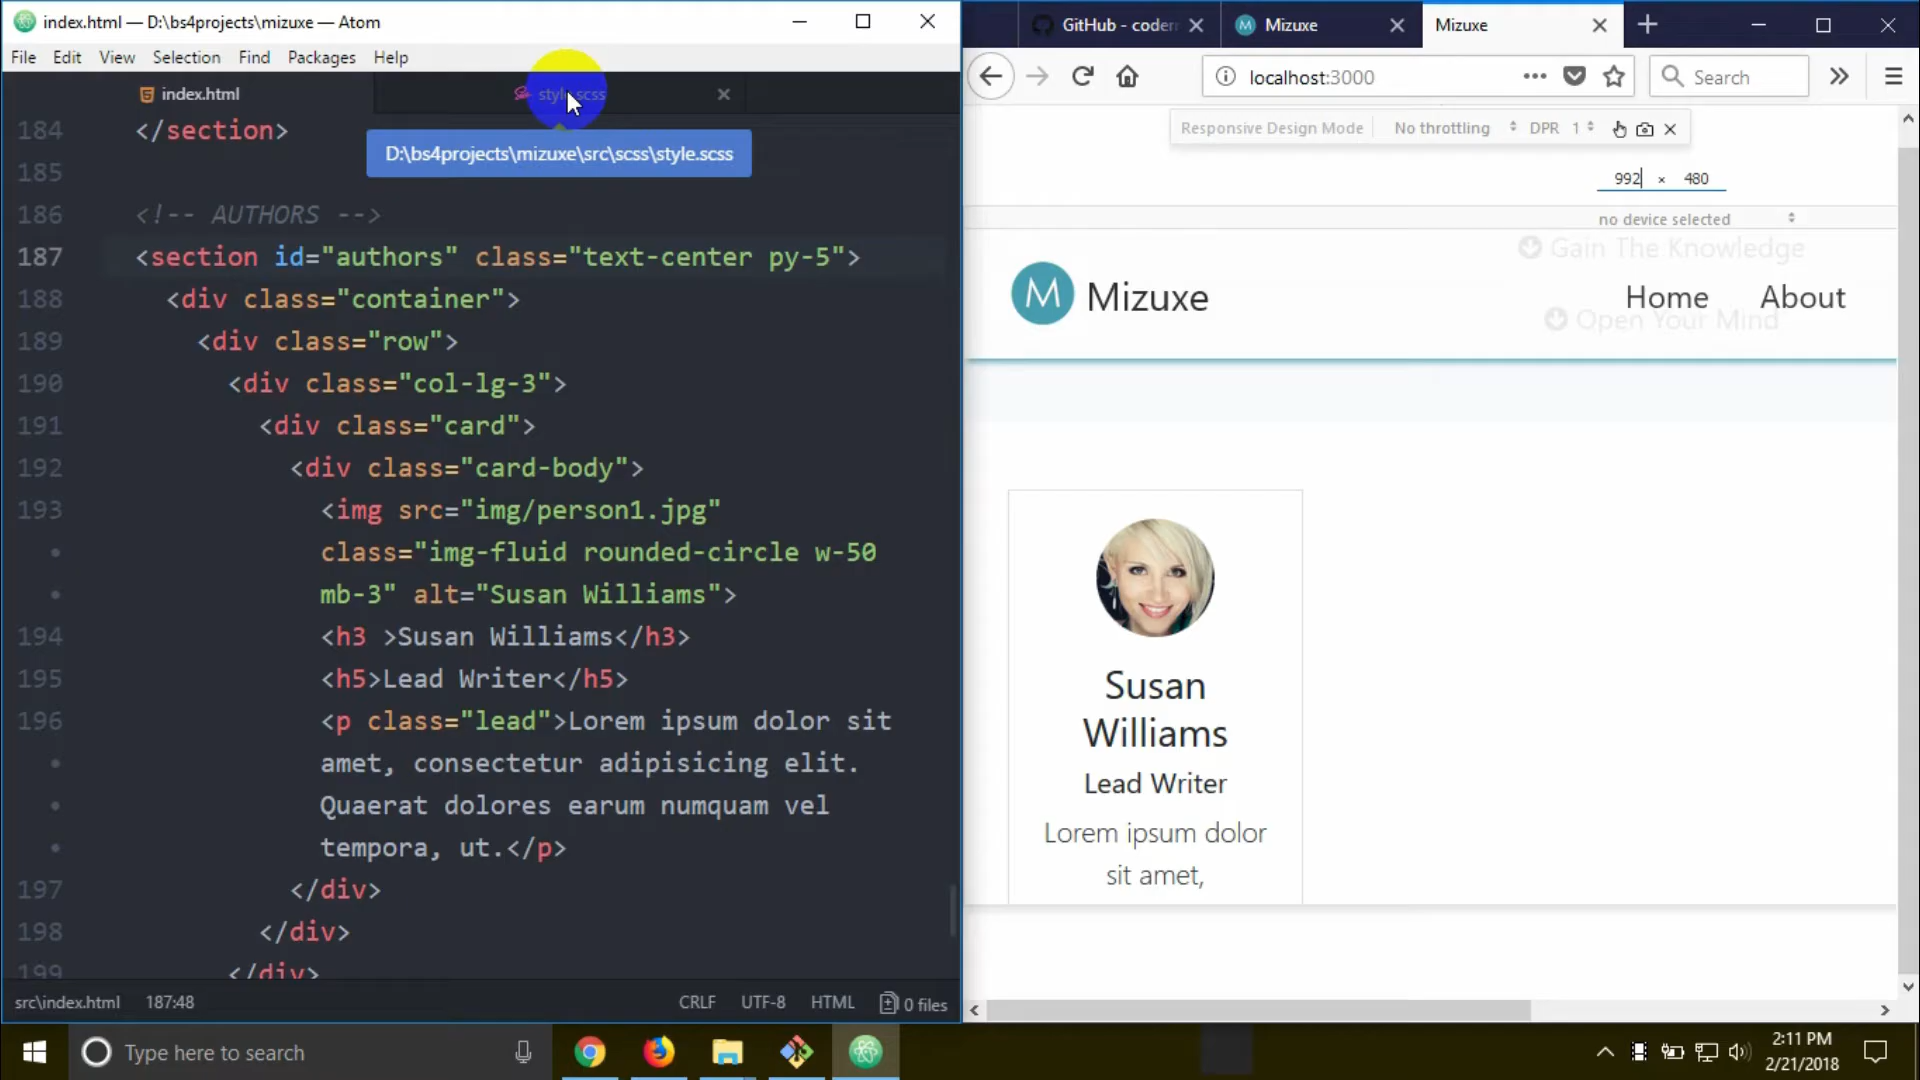 index.html — D:\bs4projects\mizuxe — Atom
File Edit View Selection Find Packages Help
index.html
style.scss
D:\bs4projects\mizuxe\src\scss\style.scss
184 </section>
185
186 <!-- AUTHORS -->
187 <section id="authors" class="text-center py-5">
188 <div class="container">
189 <div class="row">
190 <div class="col-lg-3">
191 <div class="card">
192 <div class="card-body">
193 <img src="img/person1.jpg"
class="img-fluid rounded-circle w-50
mb-3" alt="Susan Williams">
194 <h3 >Susan Williams</h3>
195 <h5>Lead Writer</h5>
196 <p class="lead">Lorem ipsum dolor sit
amet, consectetur adipisicing elit.
Quaerat dolores earum numquam vel
tempora, ut.</p>
197 </div>
198 </div>
199 </div>
src\index.html 187:48 CRLF UTF-8 HTML 0 files
GitHub - coder
Mizuxe
Mizuxe
localhost:3000
Search
Responsive Design Mode No throttling DPR 1
992 × 480
no device selected
Gain The Knowledge
M Mizuxe
Home About
Open Your Mind
Susan
Williams
Lead Writer
Lorem ipsum dolor
sit amet,
Type here to search
2:11 PM
2/21/2018